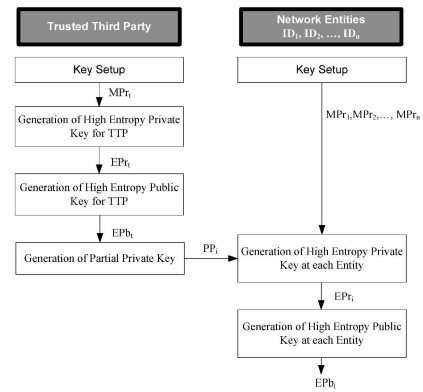 Trusted Third Party
Network Entities
ID1, ID2, ..., IDn
Key Setup
Key Setup
MPrt
MPr1,MPr2,..., MPrn
Generation of High Entropy Private
Key for TTP
EPrt
Generation of High Entropy Public
Key for TTP
EPbt
Generation of Partial Private Key
PPi
Generation of High Entropy Private
Key at each Entity
EPri
Generation of High Entropy Public
Key at each Entity
EPbi